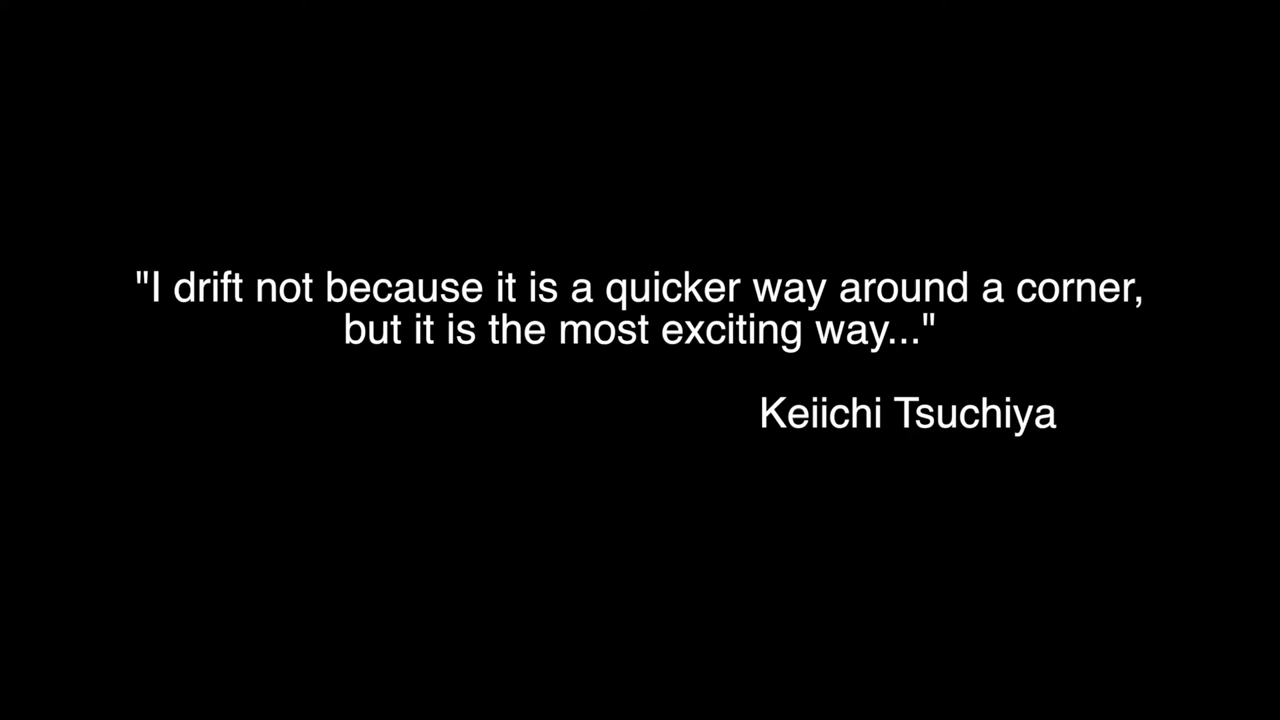 "I drift not because it is a quicker way around a corner,
but it is the most exciting way..."
Keiichi Tsuchiya